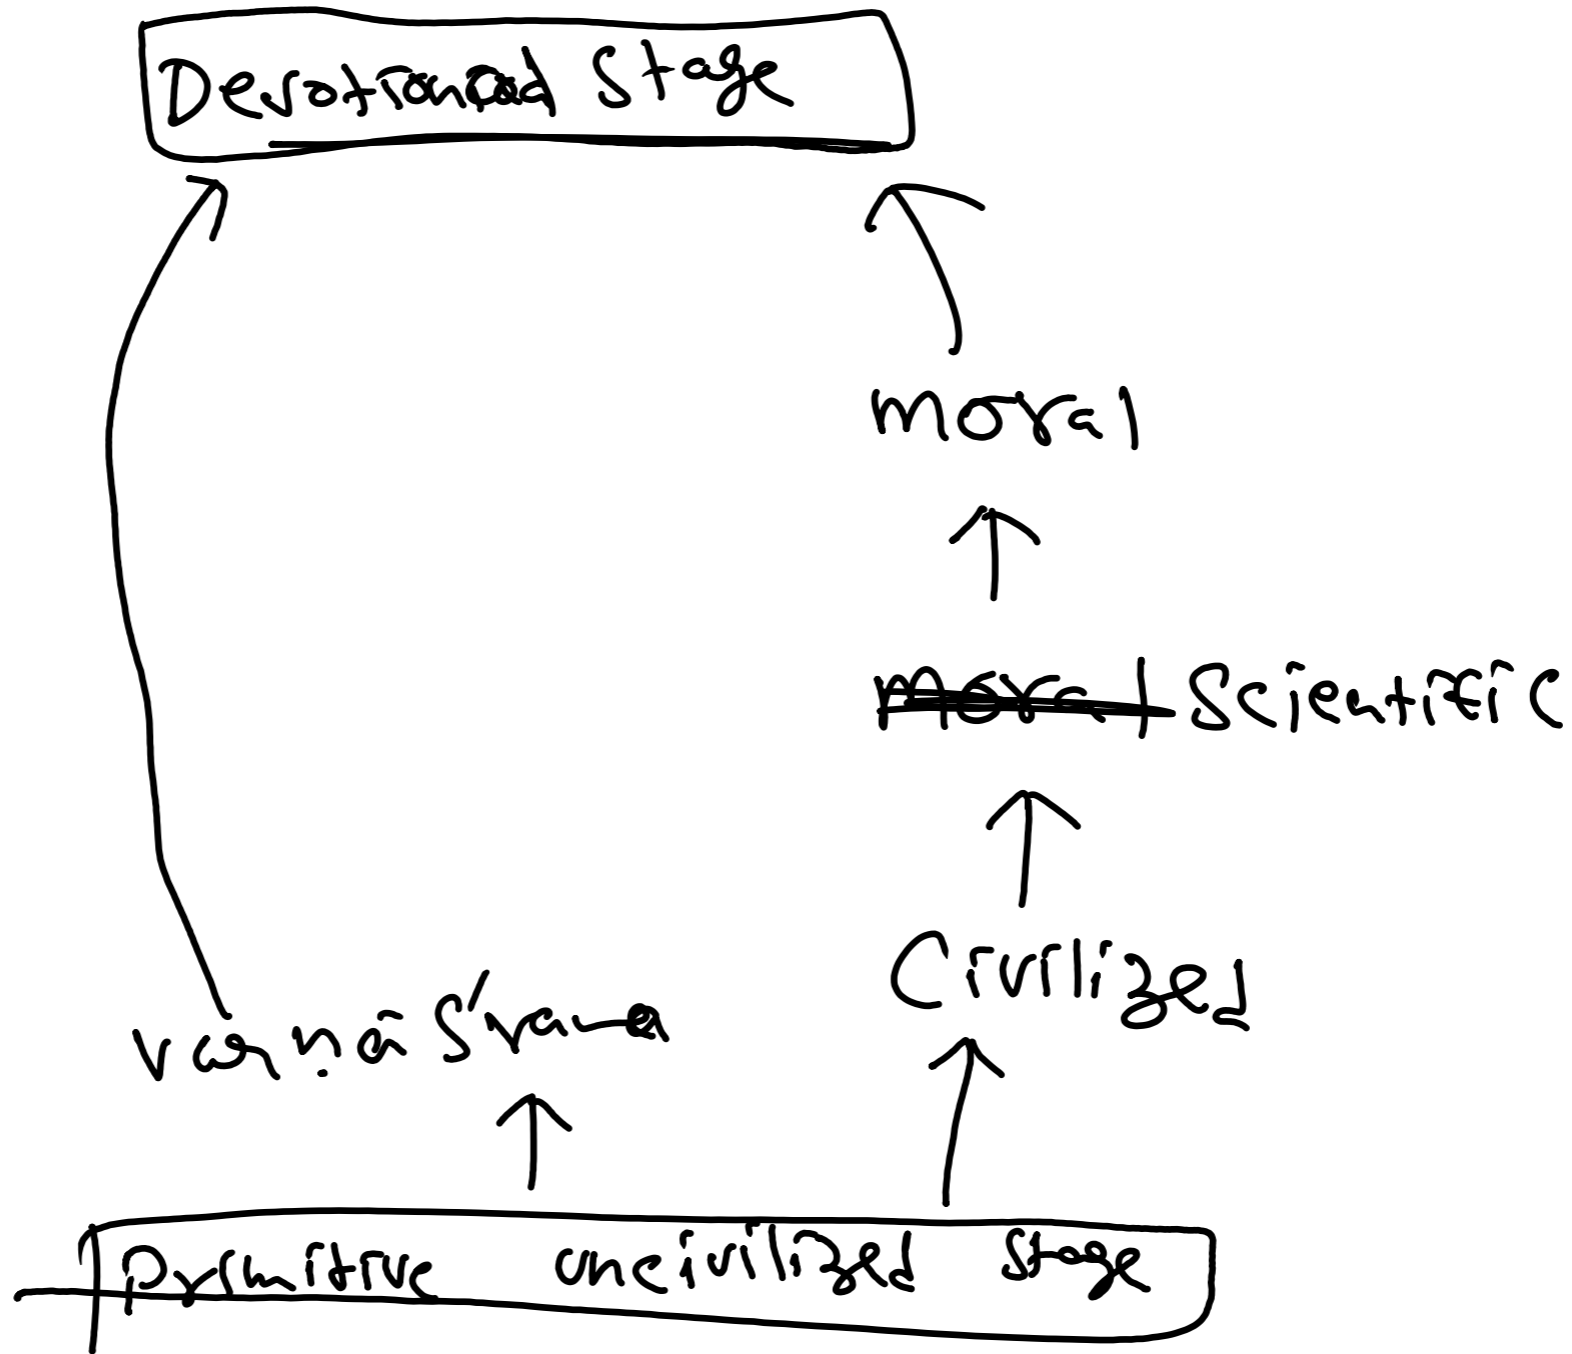 Devotional Stage
moral
moral Scientific
Civilized
varṇāśrama
Primitive uncivilized stage